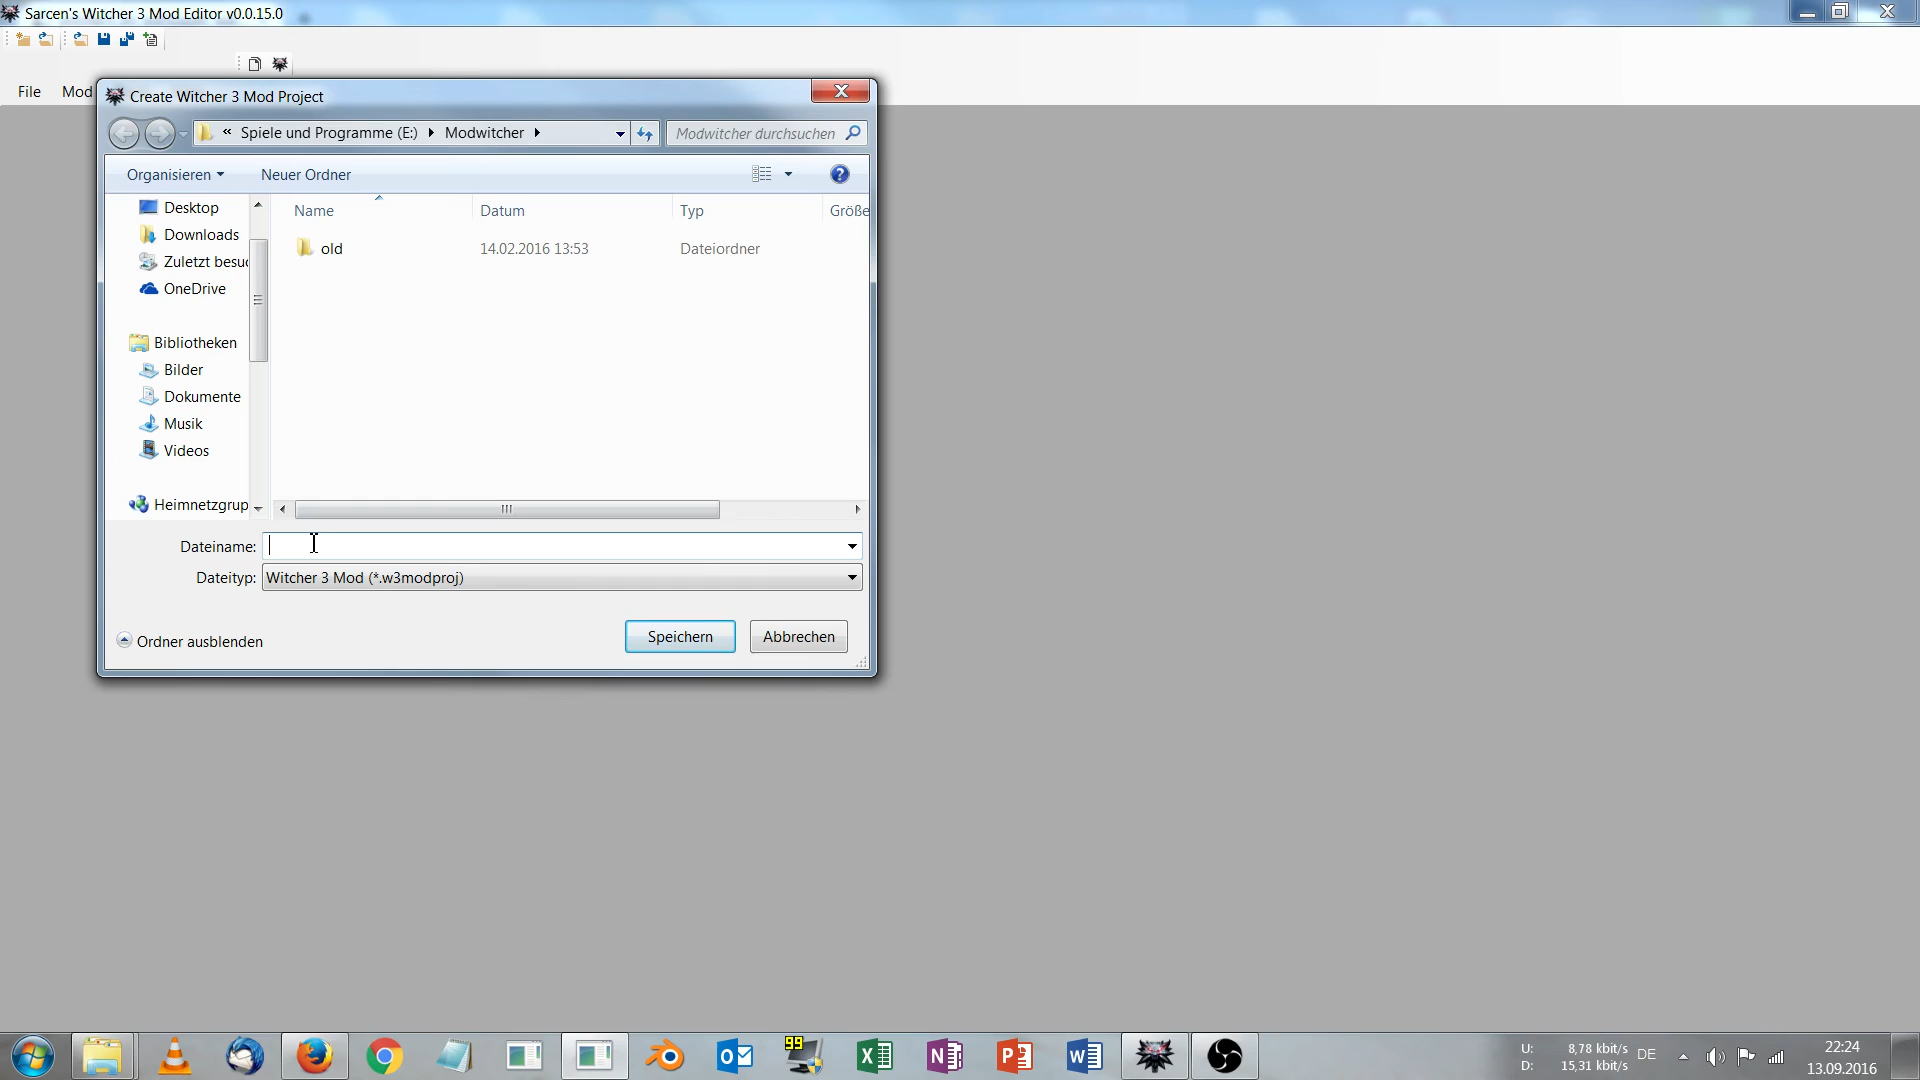 Sarcen's Witcher 3 Mod Editor v0.0.15.0
File Mod
Create Witcher 3 Mod Project
« Spiele und Programme (E:) Modwitcher
Modwitcher durchsuchen
Organisieren Neuer Ordner
Desktop
Downloads
Zuletzt besuc
OneDrive
Bibliotheken
Bilder
Dokumente
Musik
Videos
Heimnetzgrup
Name Datum Typ Größe
old 14.02.2016 13:53 Dateiordner
Dateiname:
Dateityp: Witcher 3 Mod (*.w3modproj)
Ordner ausblenden
Speichern Abbrechen
99
U: 8,78 kbit/s
D: 15,31 kbit/s
DE
22:24
13.09.2016